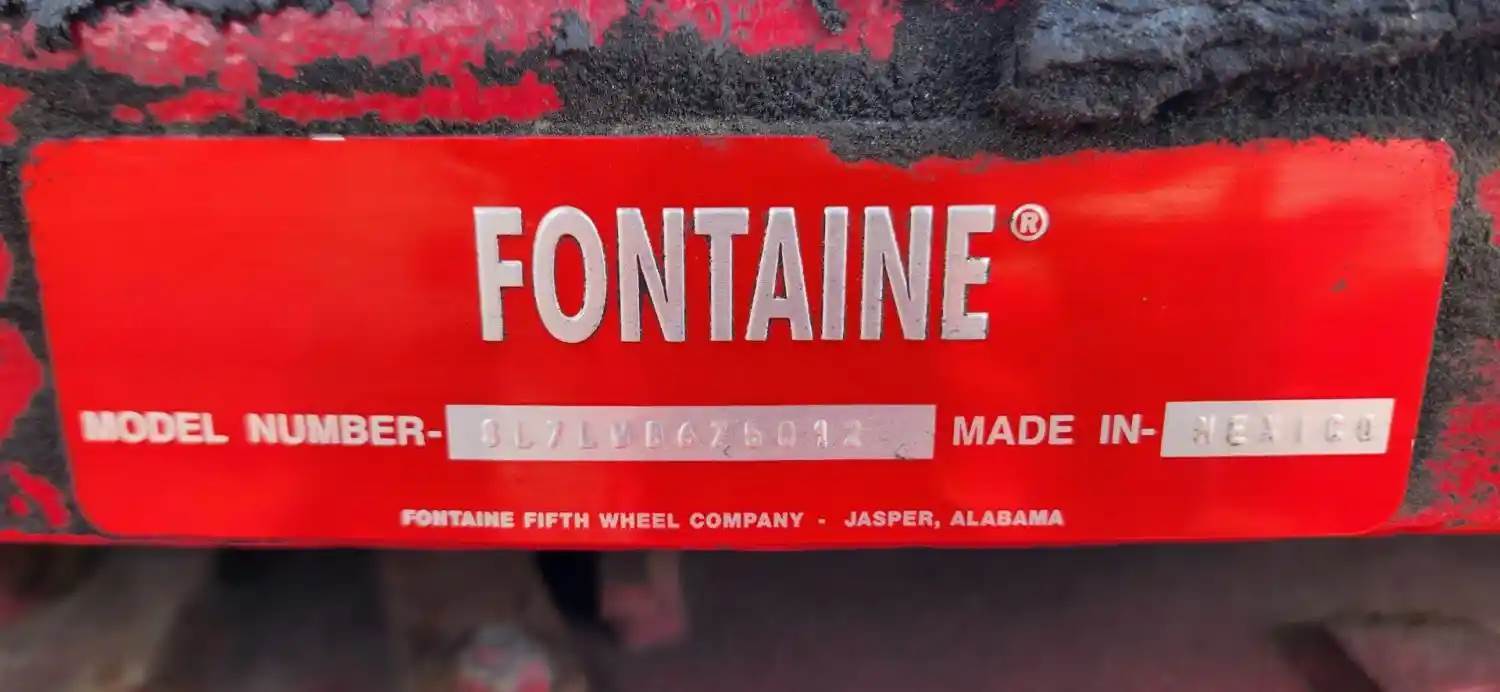 FONTAINE®
MODEL NUMBER- MADE IN- MEXICO
FONTAINE FIFTH WHEEL COMPANY - JASPER, ALABAMA